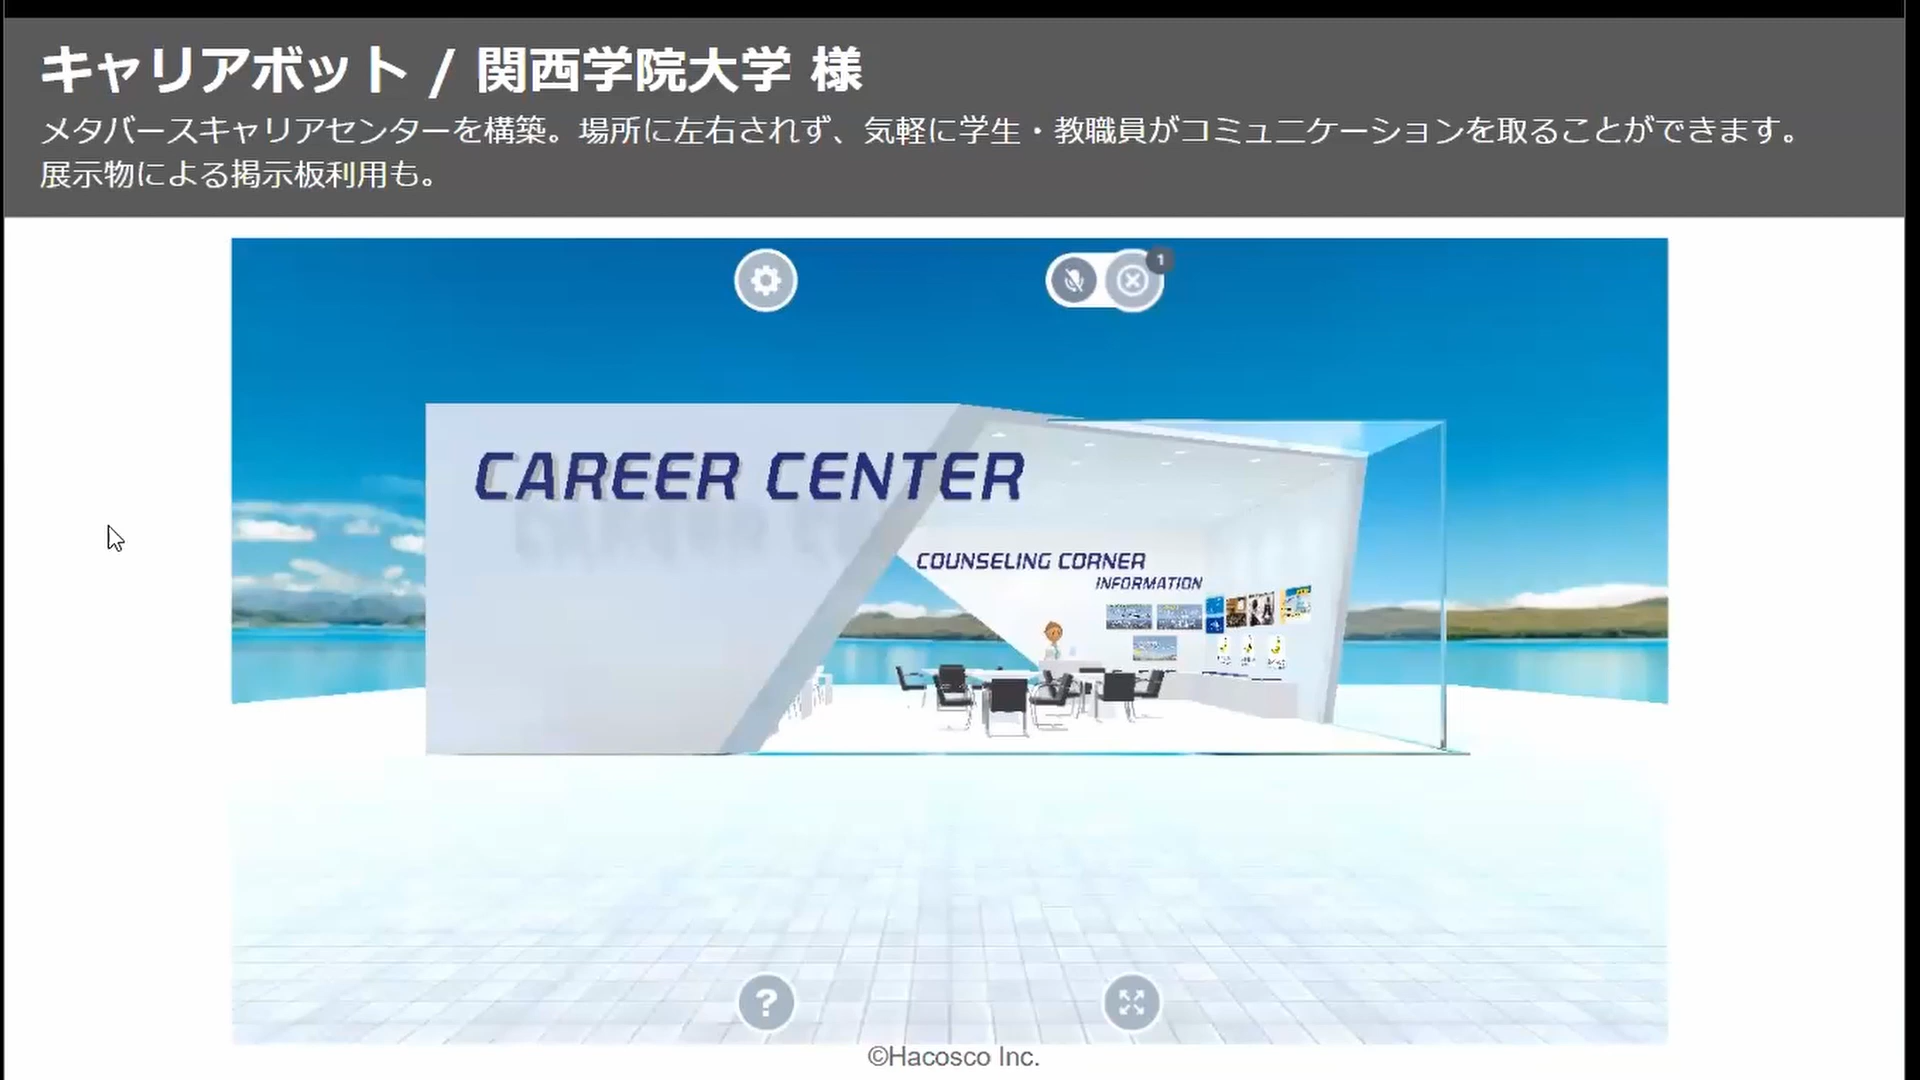 キャリアボット / 関西学院大学 様
メタバースキャリアセンターを構築。場所に左右されず、気軽に学生・教職員がコミュニケーションを取ることができます。
展示物による掲示板利用も。
1
CAREER CENTER
COUNSELING CORNER
INFORMATION
?
©Hacosco Inc.